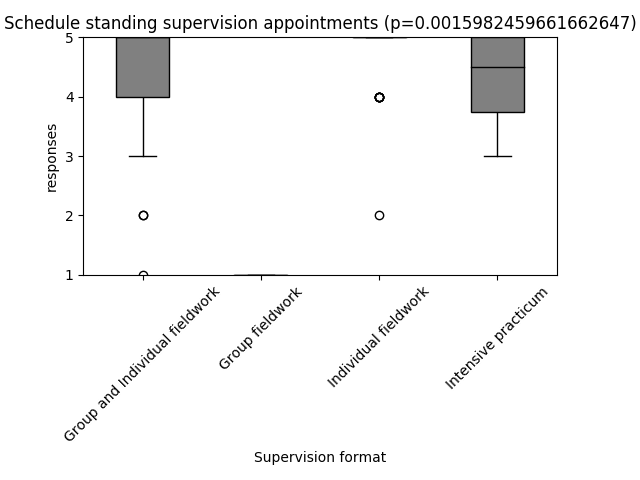 Schedule standing supervision appointments (p=0.0015982459661662647)
5
4
3
2
1
responses
Group and Individual fieldwork
Group fieldwork
Individual fieldwork
Intensive practicum
Supervision format